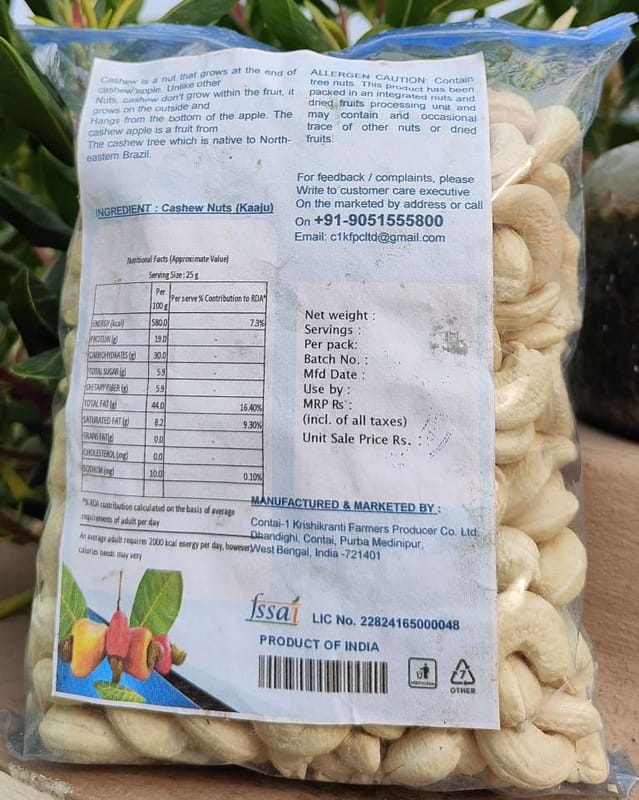 Cashew is a nut that grows at the end of
cashew apple. Unlike other
Nuts, cashew don't grow within the fruit, it
grows on the outside and
Hangs from the bottom of the apple. The
cashew apple is a fruit from
The cashew tree which is native to North-
eastern Brazil.
INGREDIENT : Cashew Nuts (Kaaju)
ALLERGEN CAUTION: Contain
tree nuts. This product has been
packed in an integrated nuts and
dried fruits processing unit and
may contain and occasional
trace of other nuts or dried
fruits.
For feedback / complaints, please
Write to customer care executive
On the marketed by address or call
On +91-9051555800
Email: c1kfpcltd@gmail.com
Nutritional Facts (Approximate Value)
Serving Size : 25 g
Per 100 g Per serve % Contribution to RDA*
ENERGY (kcal) 580.0 7.3%
PROTEIN (g) 19.0 -
CARBOHYDRATES (g) 30.0 -
TOTAL SUGAR (g) 5.9 -
DIETARY FIBER (g) 5.9 -
TOTAL FAT (g) 44.0 16.40%
SATURATED FAT (g) 8.2 9.30%
TRANS FAT(g) 0.0 -
CHOLESTEROL (mg) 0.0 -
SODIUM (mg) 10.0 0.10%
*% RDA contribution calculated on the basis of average
requirements of adult per day
An average adult requires 2000 kcal energy per day, however
calories needs may very
Net weight :
Servings :
Per pack:
Batch No. :
Mfd Date :
Use by :
MRP Rs :
(incl. of all taxes)
Unit Sale Price Rs. :
MANUFACTURED & MARKETED BY :
Contai-1 Krishikranti Farmers Producer Co. Ltd.
Dhandighi, Contai, Purba Medinipur,
West Bengal, India -721401
fssai LIC No. 22824165000048
PRODUCT OF INDIA
7
OTHER